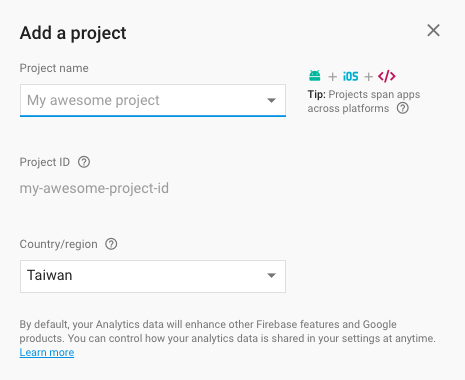 Add a project
Project name
My awesome project
+ iOS + </>
Tip: Projects span apps
across platforms ?
Project ID ?
my-awesome-project-id
Country/region ?
Taiwan
By default, your Analytics data will enhance other Firebase features and Google
products. You can control how your analytics data is shared in your settings at anytime.
Learn more